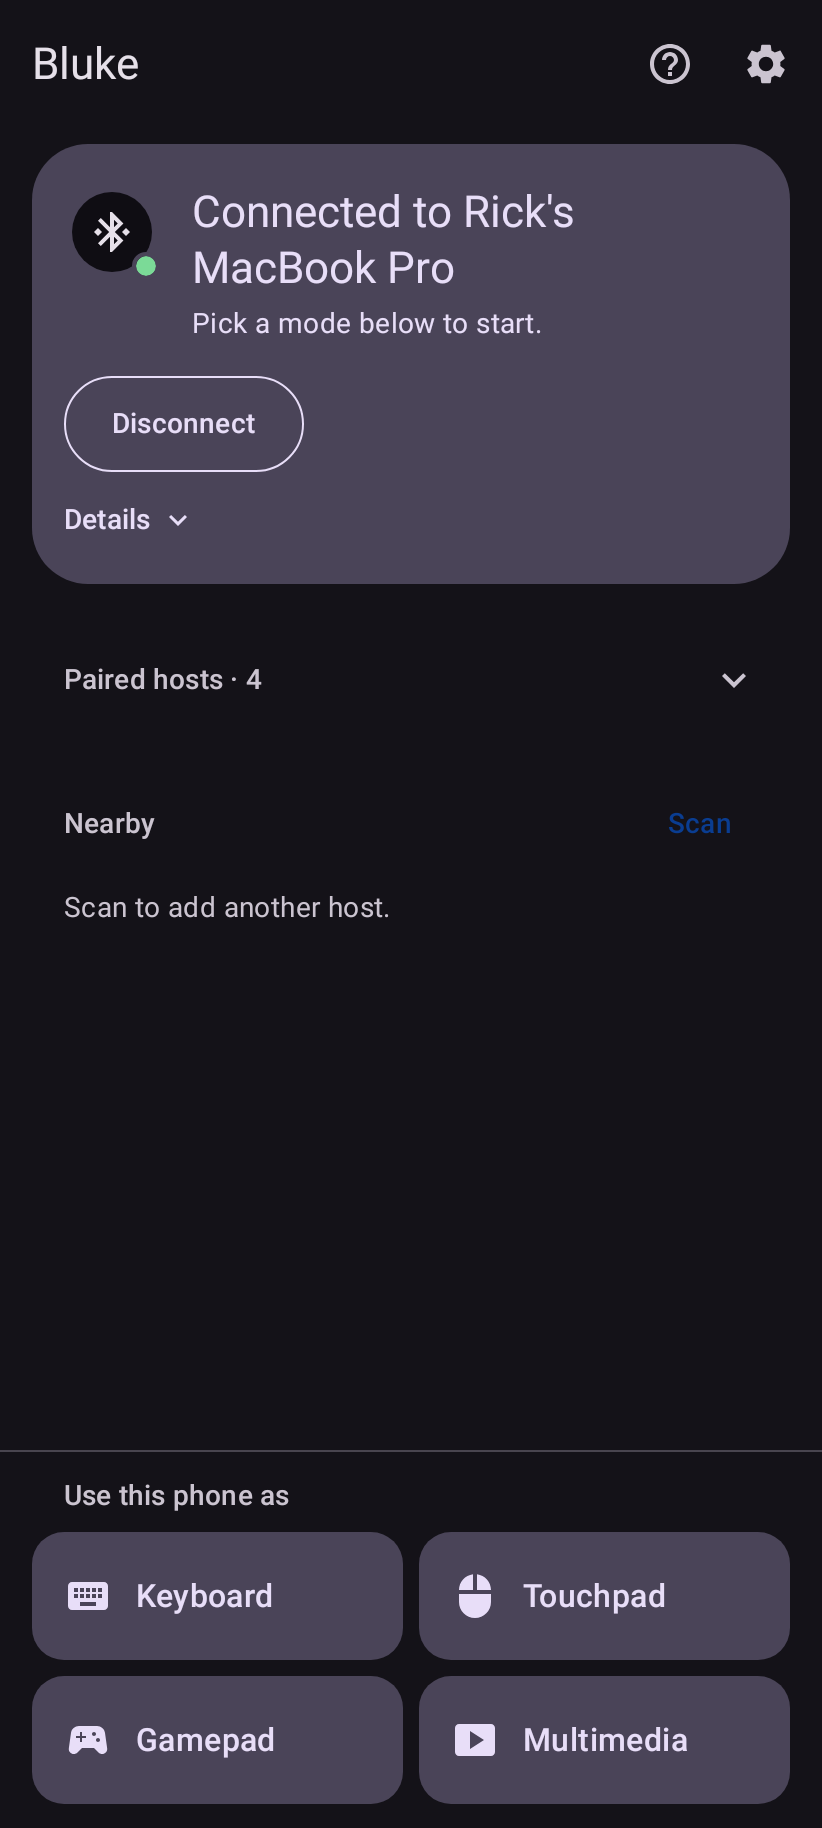 Bluke
Connected to Rick's
MacBook Pro
Pick a mode below to start.
Disconnect
Details
Paired hosts · 4
Nearby
Scan
Scan to add another host.
Use this phone as
Keyboard
Touchpad
Gamepad
Multimedia